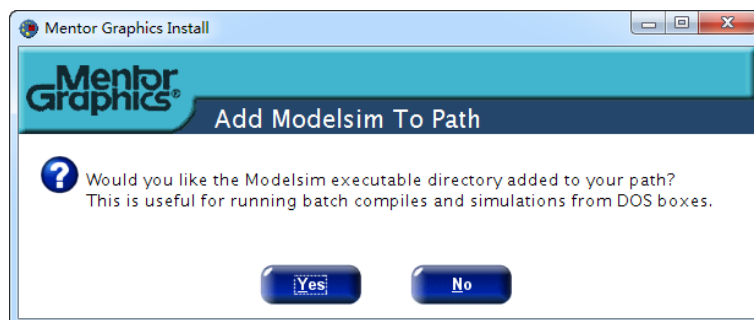 Mentor Graphics Install
Mentor
Graphics®
Add Modelsim To Path
Would you like the Modelsim executable directory added to your path?
This is useful for running batch compiles and simulations from DOS boxes.
Yes
No